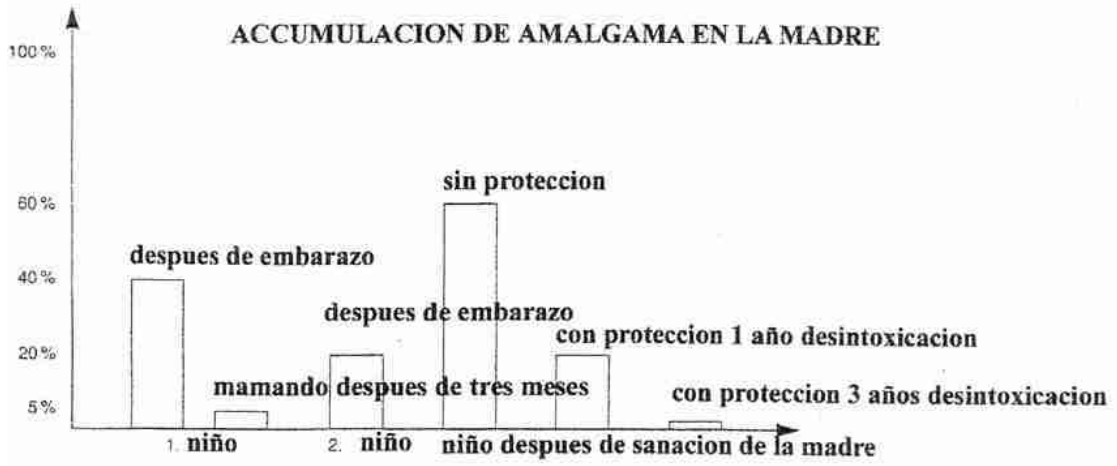 ACCUMULACION DE AMALGAMA EN LA MADRE
100 %
sin proteccion
60 %
despues de embarazo
40 %
despues de embarazo
con proteccion 1 año desintoxicacion
20 %
mamando despues de tres meses
con proteccion 3 años desintoxicacion
5 %
1. niño
2. niño
niño despues de sanacion de la madre